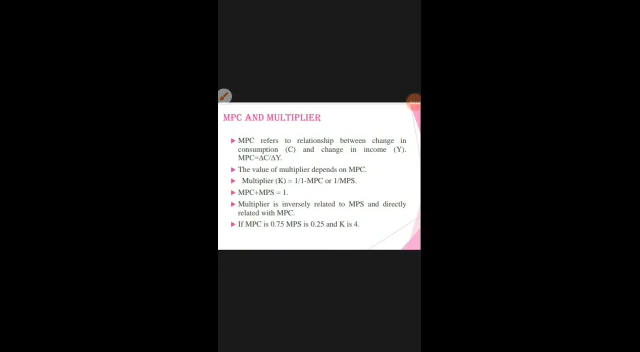 MPC AND MULTIPLIER
MPC refers to relationship between change in
consumption (C) and change in income (Y).
MPC=ΔC/ΔY.
The value of multiplier depends on MPC.
Multiplier (K) = 1/1-MPC or 1/MPS.
MPC+MPS = 1.
Multiplier is inversely related to MPS and directly
related with MPC.
If MPC is 0.75 MPS is 0.25 and K is 4.